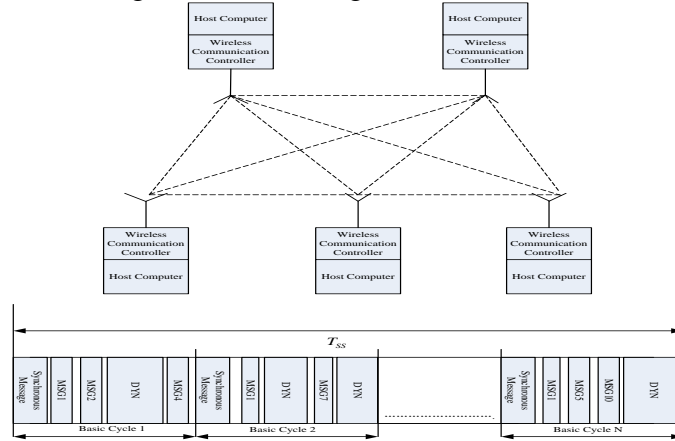 Host Computer
Wireless
Communication
Controller
Host Computer
Wireless
Communication
Controller
Wireless
Communication
Controller
Host Computer
Wireless
Communication
Controller
Host Computer
Wireless
Communication
Controller
Host Computer
T_SS
Synchronous
Message
MSG1
MSG2
DYN
MSG4
Synchronous
Message
MSG1
DYN
MSG7
DYN
Synchronous
Message
MSG1
MSG5
MSG10
DYN
Basic Cycle 1
Basic Cycle 2
Basic Cycle N